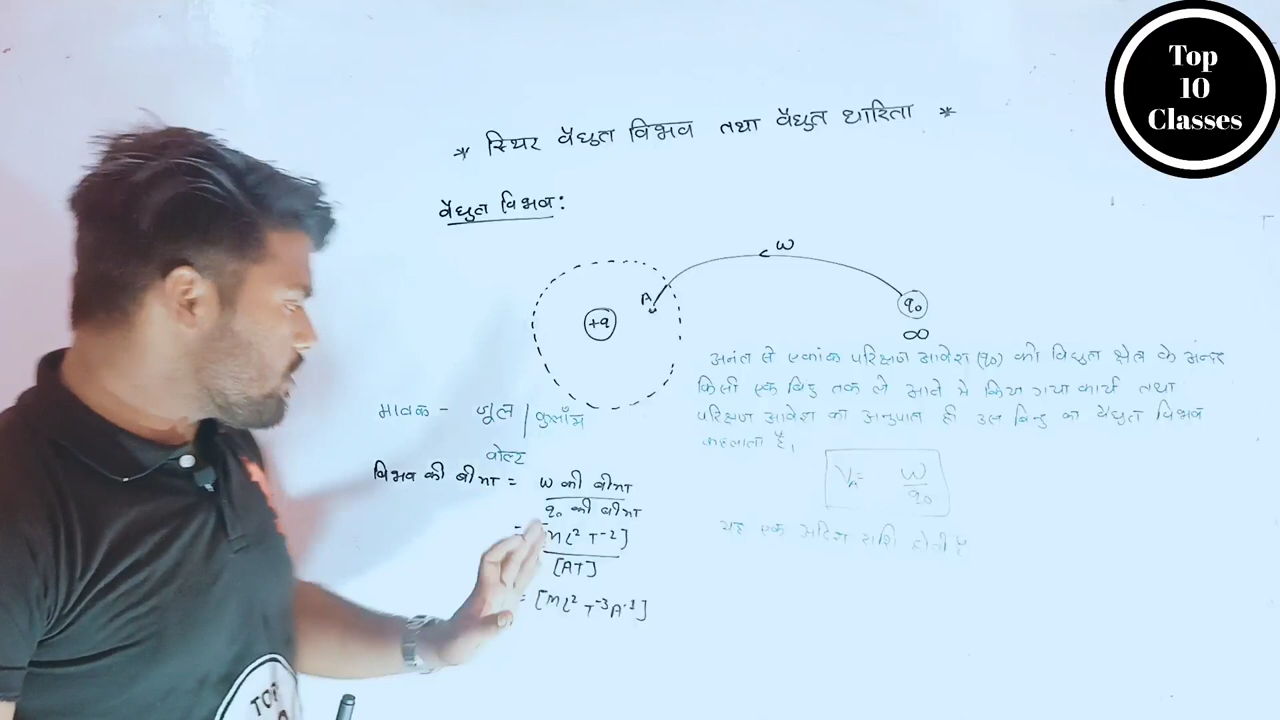 Top
10
Classes
* स्थिर वैद्युत विभव तथा वैद्युत धारिता *
वैद्युत विभव:
W
A
+q
q₀
∞
अनंत से एकांक परिक्षण आवेश (q₀) को विद्युत क्षेत्र के अन्दर
किसी एक बिंदु तक ले आने में किया गया कार्य तथा
परिक्षण आवेश का अनुपात ही उस बिन्दु का वैद्युत विभव
कहलाता है।
V = W / q₀
यह एक अदिश राशि होती है
मात्रक - जूल / कुलॉम
वोल्ट
विभव की वीमा = W की वीमा
q₀ की वीमा
= [ML² T⁻²]
[AT]
= [ML² T⁻³A⁻¹]
TOP